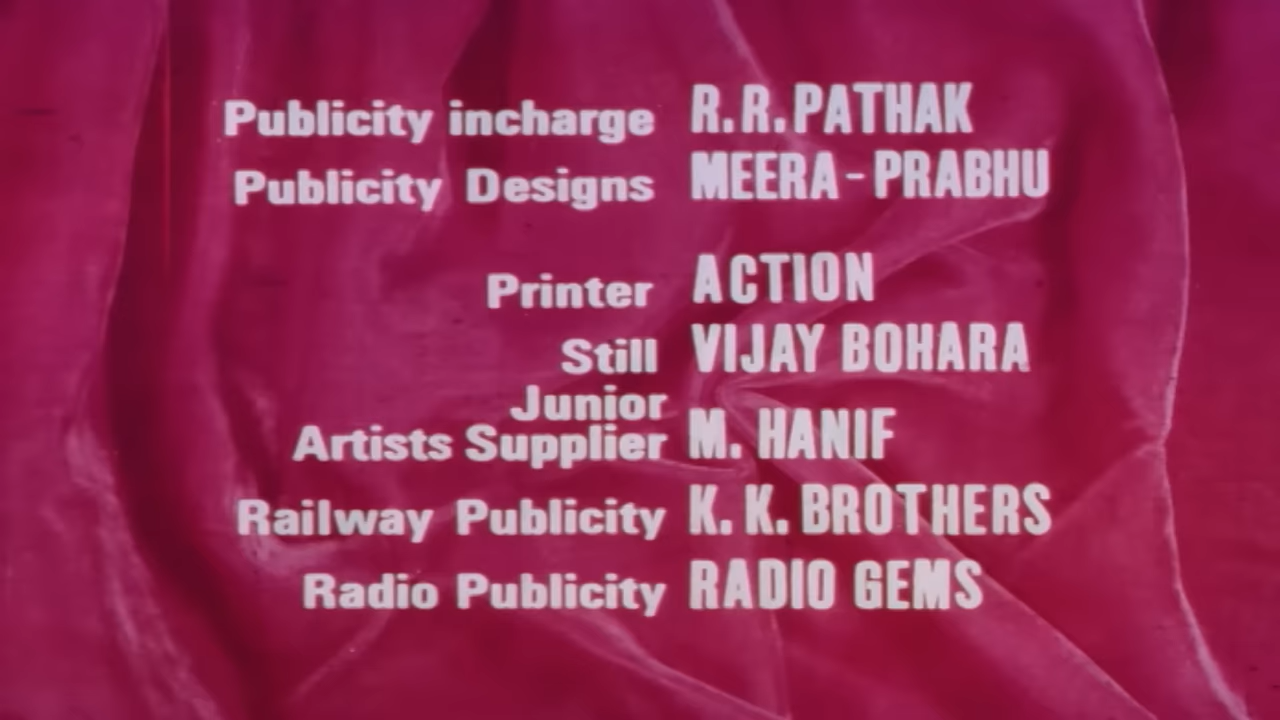 Publicity incharge R.R. PATHAK
Publicity Designs MEERA - PRABHU
Printer ACTION
Still VIJAY BOHARA
Junior
Artists Supplier M. HANIF
Railway Publicity K. K. BROTHERS
Radio Publicity RADIO GEMS